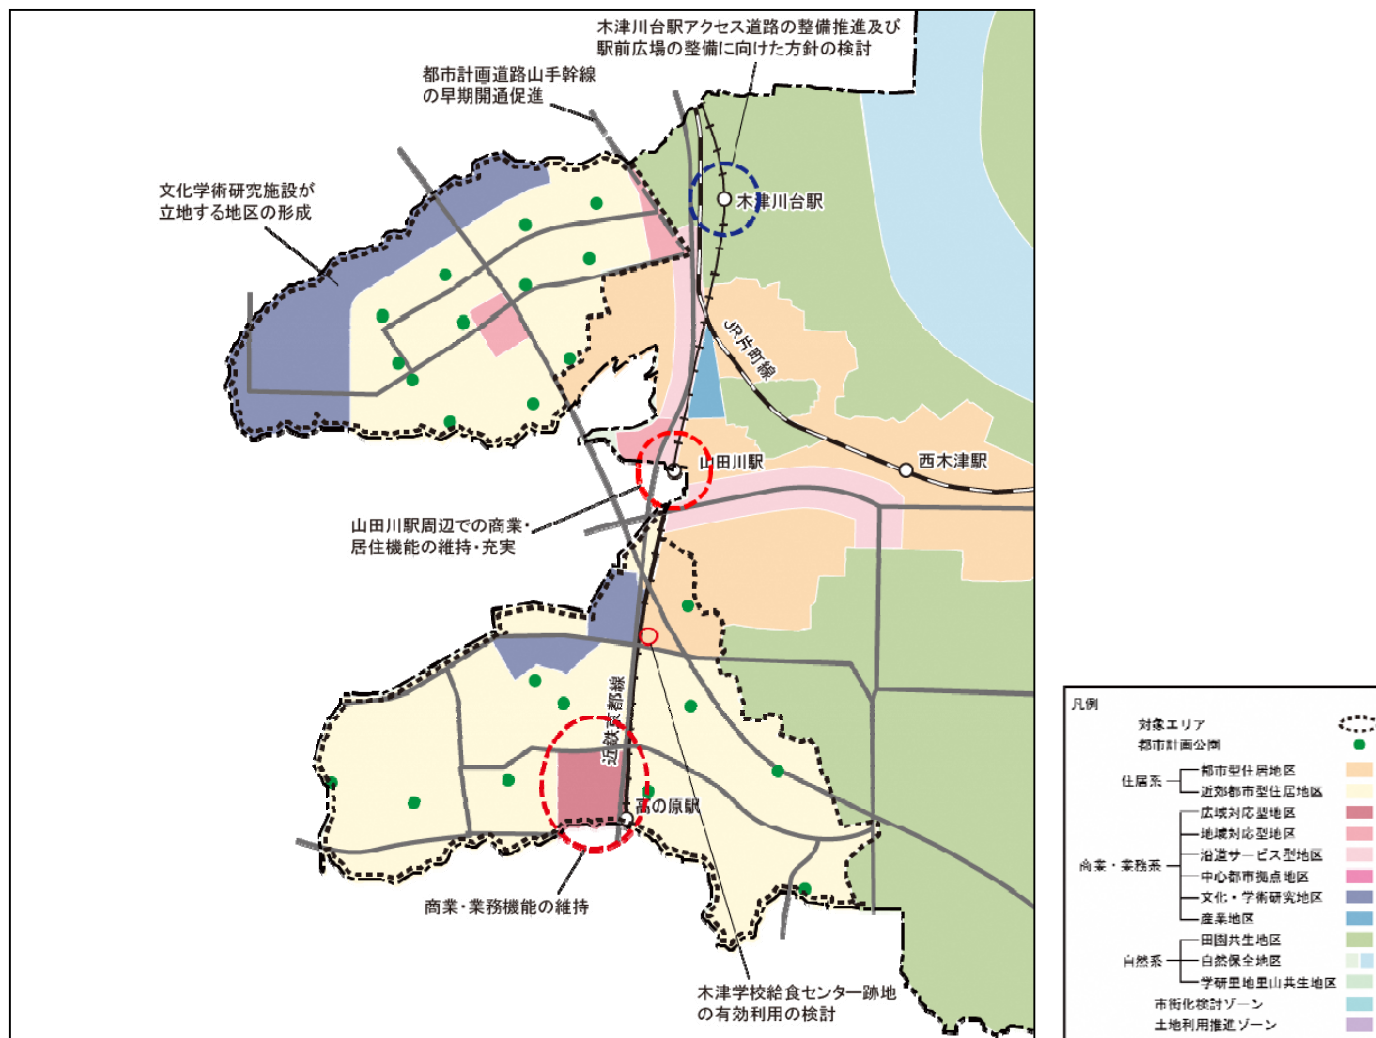 木津川台駅アクセス道路の整備推進及び
駅前広場の整備に向けた方針の検討
都市計画道路山手幹線
の早期開通促進
文化学術研究施設が
立地する地区の形成
木津川台駅
JR片町線
山田川駅
西木津駅
山田川駅周辺での商業・
居住機能の維持・充実
近鉄京都線
高の原駅
商業・業務機能の維持
木津学校給食センター跡地
の有効利用の検討
凡例
対象エリア
都市計画公園
住居系
都市型住居地区
近郊都市型住居地区
商業・業務系
広域対応型地区
地域対応型地区
沿道サービス型地区
中心都市拠点地区
文化・学術研究地区
産業地区
自然系
田園共生地区
自然保全地区
学研里地里山共生地区
市街化検討ゾーン
土地利用推進ゾーン